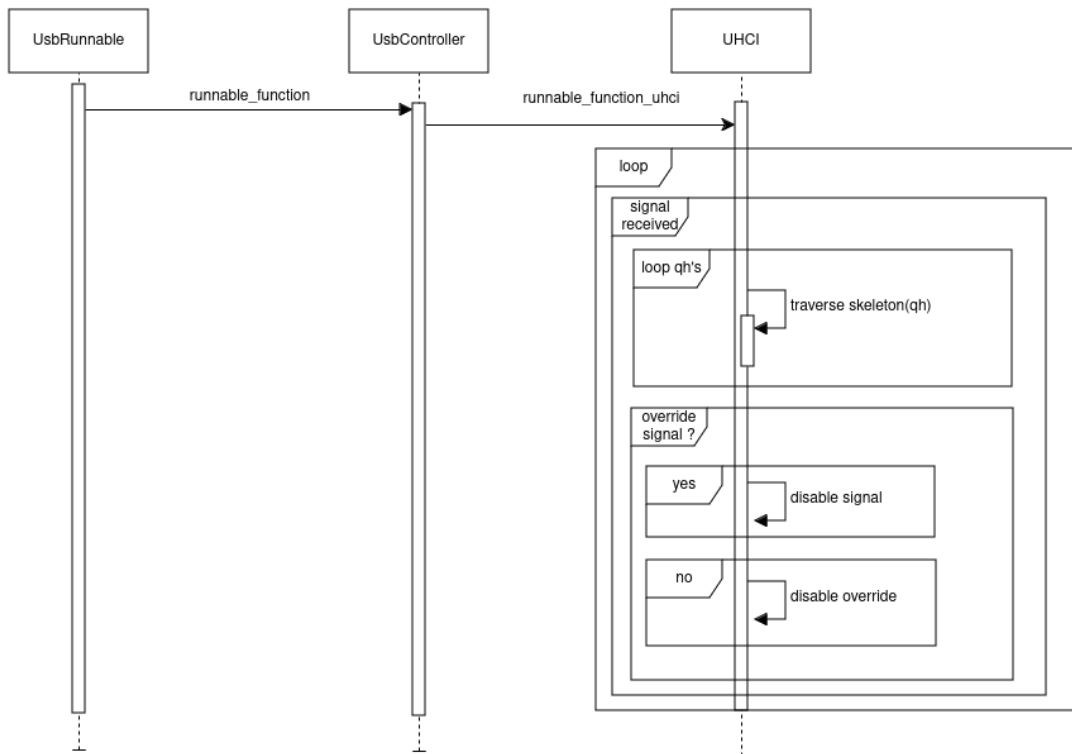 UsbRunnable
UsbController
UHCI
runnable_function
runnable_function_uhci
loop
signal
received
loop qh's
traverse skeleton(qh)
override
signal ?
yes
disable signal
no
disable override